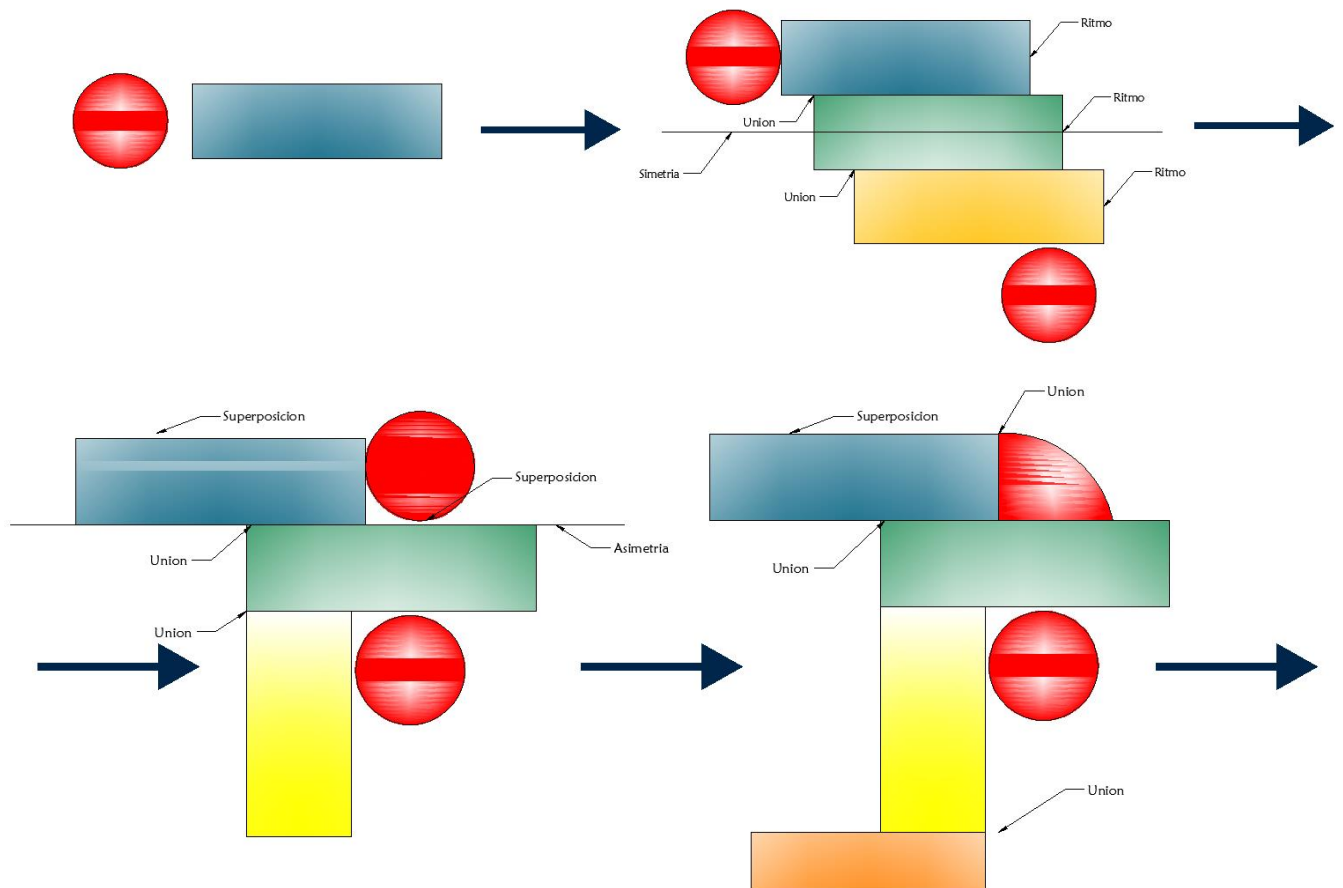 Ritmo
Ritmo
Union
Simetria
Ritmo
Union
Superposicion
Superposicion
Asimetria
Union
Union
Union
Superposicion
Union
Union